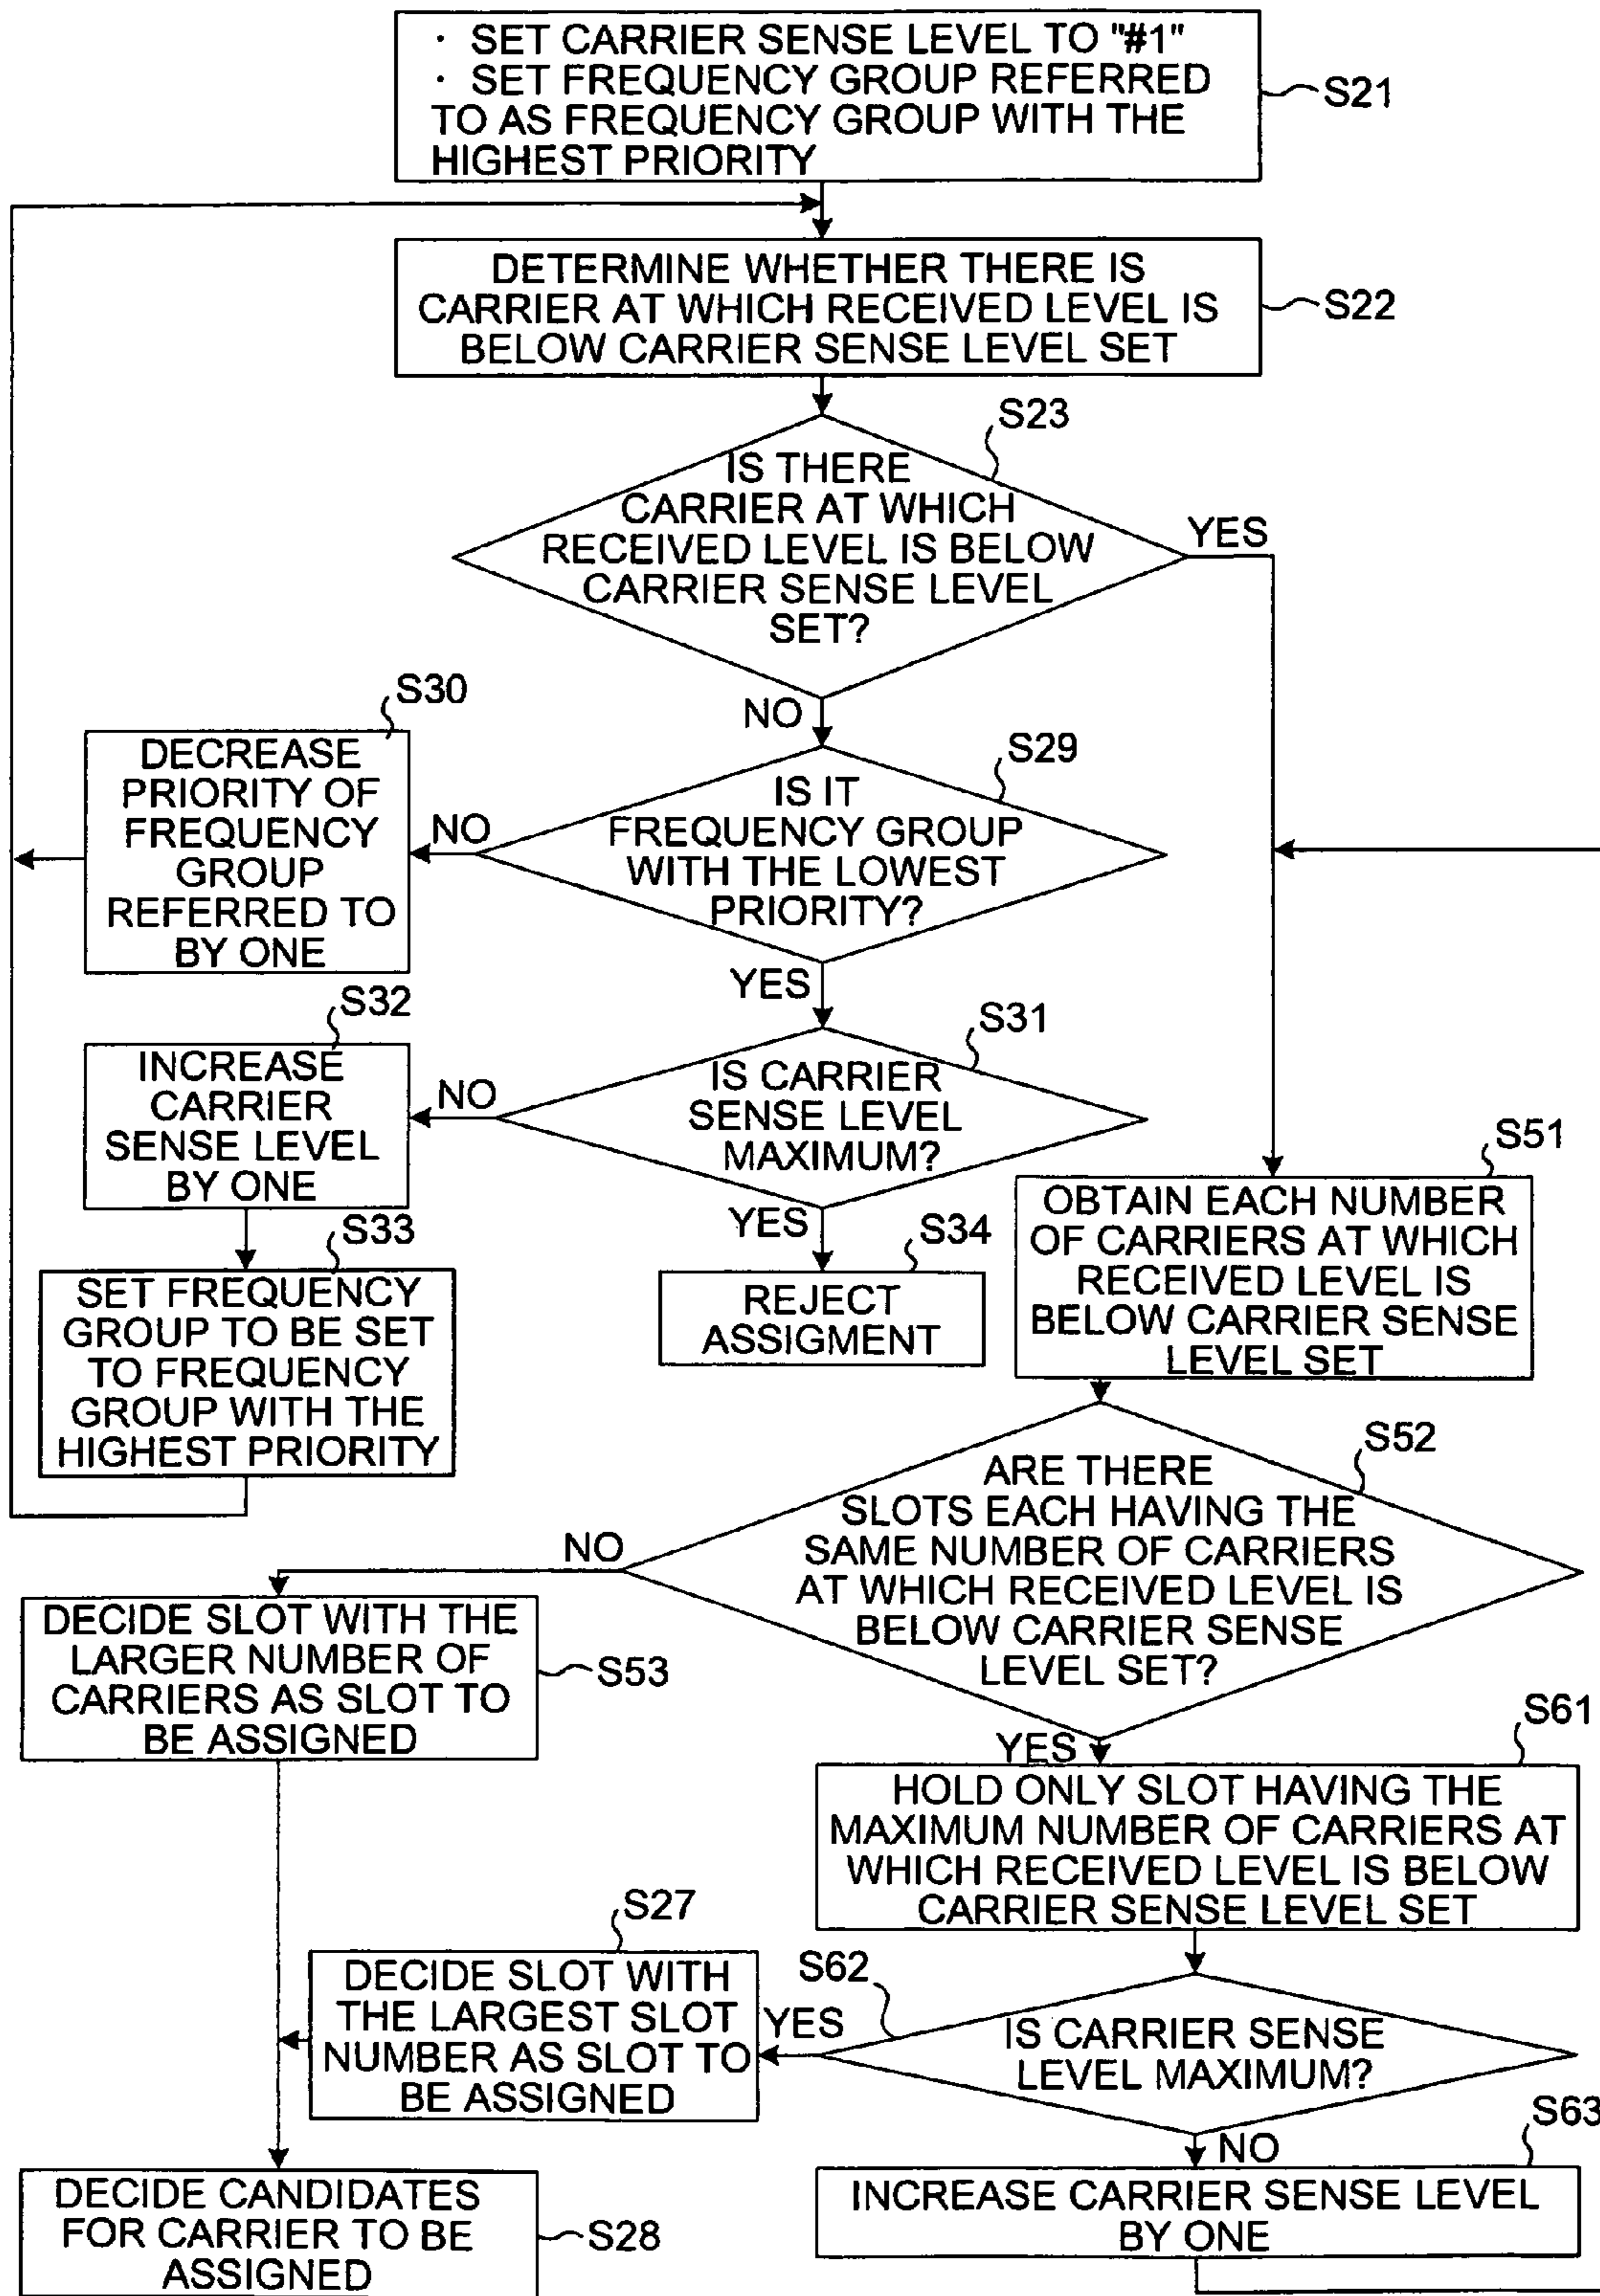 · SET CARRIER SENSE LEVEL TO "#1"
· SET FREQUENCY GROUP REFERRED
TO AS FREQUENCY GROUP WITH THE
HIGHEST PRIORITY
S21
DETERMINE WHETHER THERE IS
CARRIER AT WHICH RECEIVED LEVEL IS
BELOW CARRIER SENSE LEVEL SET
S22
S23
IS THERE
CARRIER AT WHICH
RECEIVED LEVEL IS BELOW
CARRIER SENSE LEVEL
SET?
YES
NO
S30
DECREASE
PRIORITY OF
FREQUENCY
GROUP
REFERRED TO
BY ONE
NO
S29
IS IT
FREQUENCY GROUP
WITH THE LOWEST
PRIORITY?
YES
S32
INCREASE
CARRIER
SENSE LEVEL
BY ONE
NO
S31
IS CARRIER
SENSE LEVEL
MAXIMUM?
YES
S33
SET FREQUENCY
GROUP TO BE SET
TO FREQUENCY
GROUP WITH THE
HIGHEST PRIORITY
S34
REJECT
ASSIGMENT
S51
OBTAIN EACH NUMBER
OF CARRIERS AT WHICH
RECEIVED LEVEL IS
BELOW CARRIER SENSE
LEVEL SET
S52
ARE THERE
SLOTS EACH HAVING THE
SAME NUMBER OF CARRIERS
AT WHICH RECEIVED LEVEL IS
BELOW CARRIER SENSE
LEVEL SET?
NO
DECIDE SLOT WITH THE
LARGER NUMBER OF
CARRIERS AS SLOT TO
BE ASSIGNED
S53
YES
S61
HOLD ONLY SLOT HAVING THE
MAXIMUM NUMBER OF CARRIERS AT
WHICH RECEIVED LEVEL IS BELOW
CARRIER SENSE LEVEL SET
S27
DECIDE SLOT WITH
THE LARGEST SLOT
NUMBER AS SLOT TO
BE ASSIGNED
S62
YES
IS CARRIER SENSE
LEVEL MAXIMUM?
NO
S63
INCREASE CARRIER SENSE LEVEL
BY ONE
DECIDE CANDIDATES
FOR CARRIER TO BE
ASSIGNED
S28